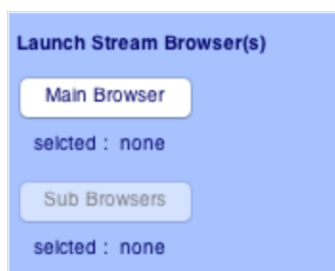 Launch Stream Browser(s)
Main Browser
selcted : none
Sub Browsers
selcted : none